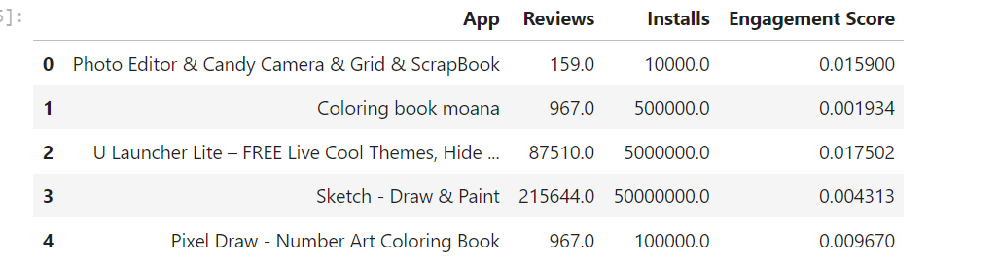 5]:
App Reviews Installs Engagement Score
0 Photo Editor & Candy Camera & Grid & ScrapBook 159.0 10000.0 0.015900
1 Coloring book moana 967.0 500000.0 0.001934
2 U Launcher Lite – FREE Live Cool Themes, Hide ... 87510.0 5000000.0 0.017502
3 Sketch - Draw & Paint 215644.0 50000000.0 0.004313
4 Pixel Draw - Number Art Coloring Book 967.0 100000.0 0.009670